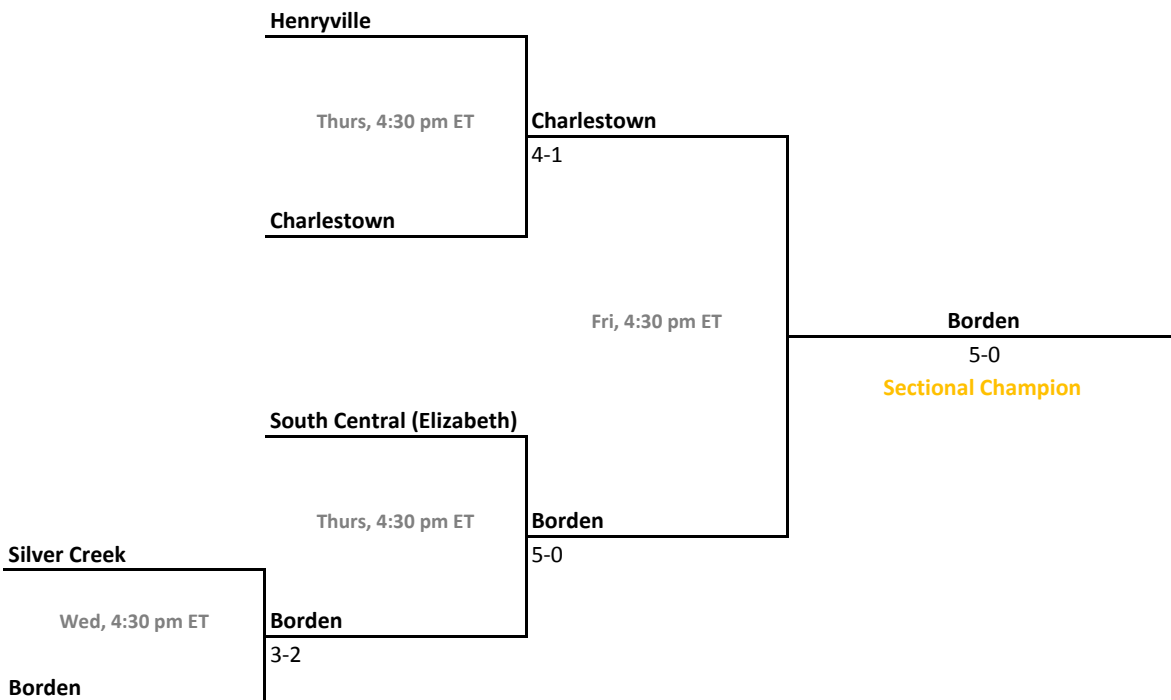 Henryville
Thurs, 4:30 pm ET
Charlestown
4-1
Charlestown
Fri, 4:30 pm ET
Borden
5-0
Sectional Champion
South Central (Elizabeth)
Thurs, 4:30 pm ET
Borden
5-0
Silver Creek
Wed, 4:30 pm ET
Borden
3-2
Borden